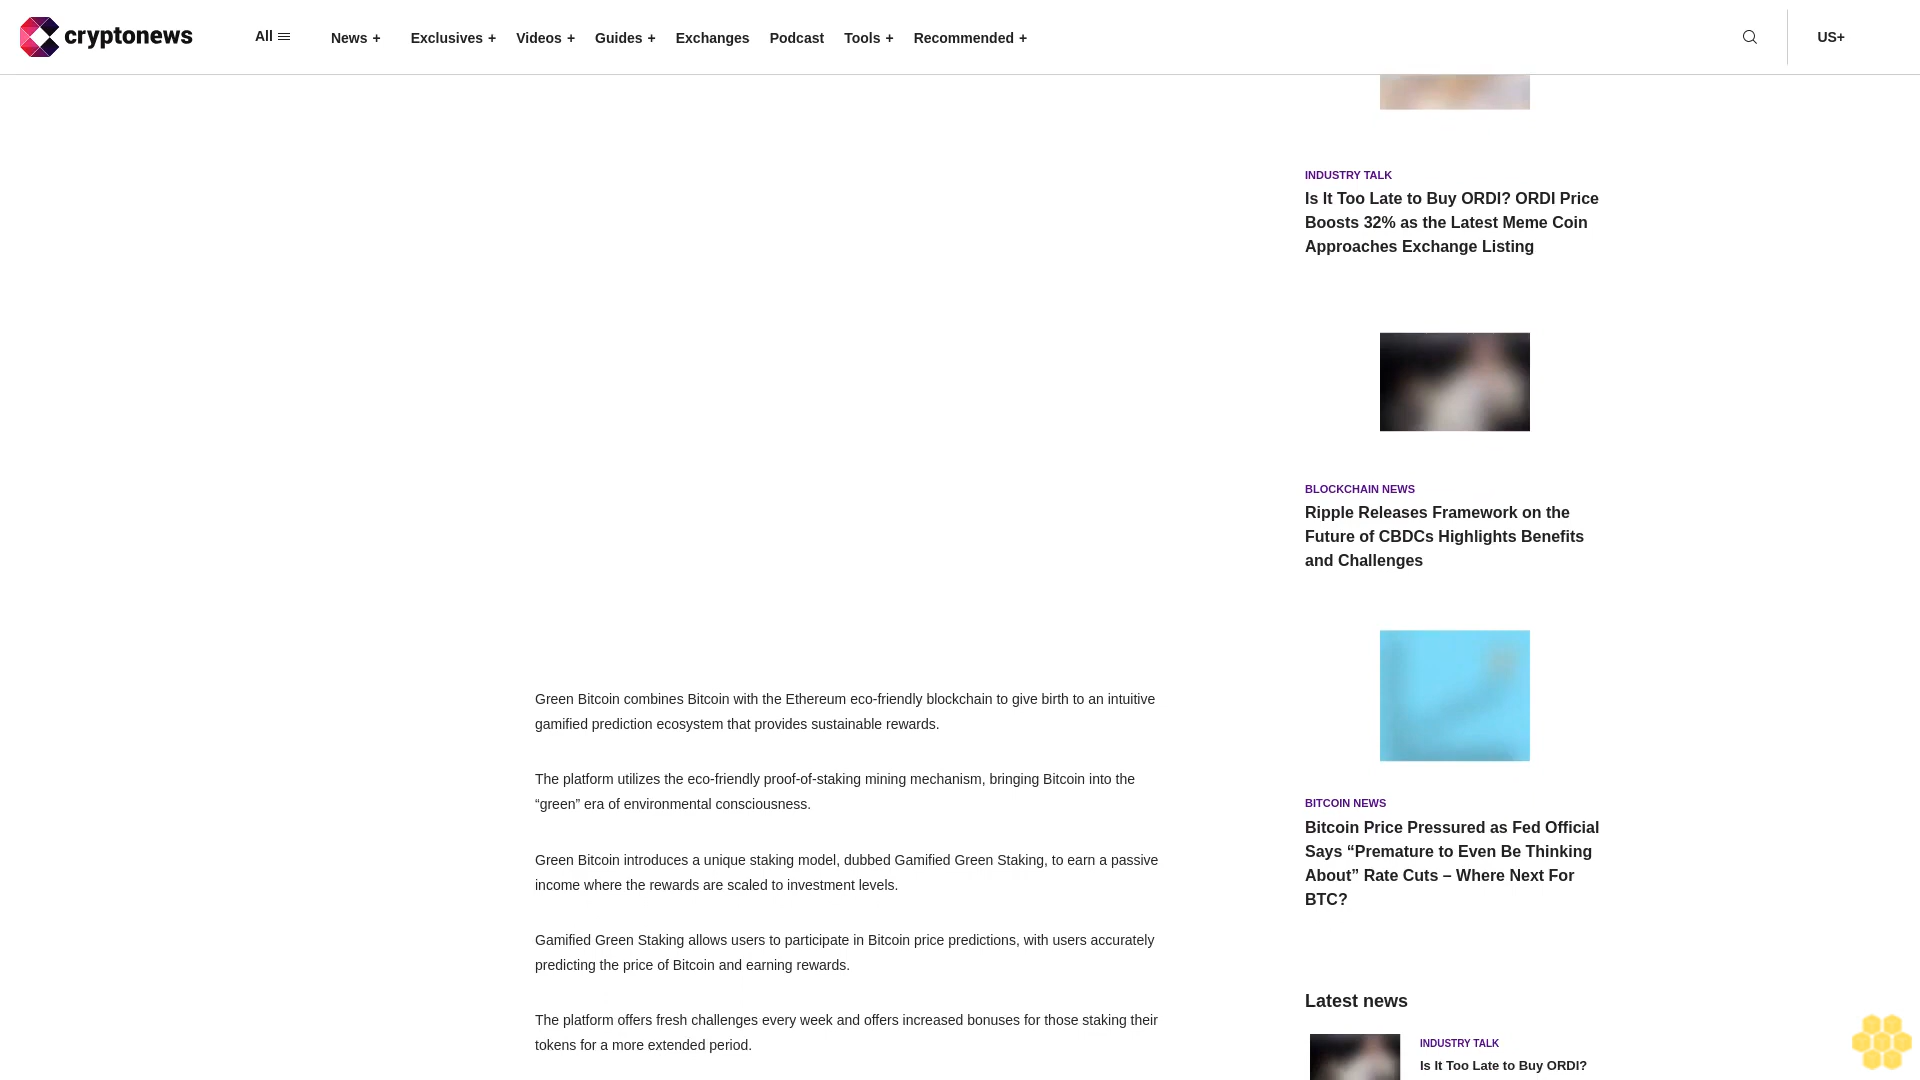 cryptonews
All
News +
Exclusives +
Videos +
Guides +
Exchanges
Podcast
Tools +
Recommended +
US+
Green Bitcoin combines Bitcoin with the Ethereum eco-friendly blockchain to give birth to an intuitive
gamified prediction ecosystem that provides sustainable rewards.
The platform utilizes the eco-friendly proof-of-staking mining mechanism, bringing Bitcoin into the
“green” era of environmental consciousness.
Green Bitcoin introduces a unique staking model, dubbed Gamified Green Staking, to earn a passive
income where the rewards are scaled to investment levels.
Gamified Green Staking allows users to participate in Bitcoin price predictions, with users accurately
predicting the price of Bitcoin and earning rewards.
The platform offers fresh challenges every week and offers increased bonuses for those staking their
tokens for a more extended period.
INDUSTRY TALK
Is It Too Late to Buy ORDI? ORDI Price
Boosts 32% as the Latest Meme Coin
Approaches Exchange Listing
BLOCKCHAIN NEWS
Ripple Releases Framework on the
Future of CBDCs Highlights Benefits
and Challenges
BITCOIN NEWS
Bitcoin Price Pressured as Fed Official
Says “Premature to Even Be Thinking
About” Rate Cuts – Where Next For
BTC?
Latest news
INDUSTRY TALK
Is It Too Late to Buy ORDI?